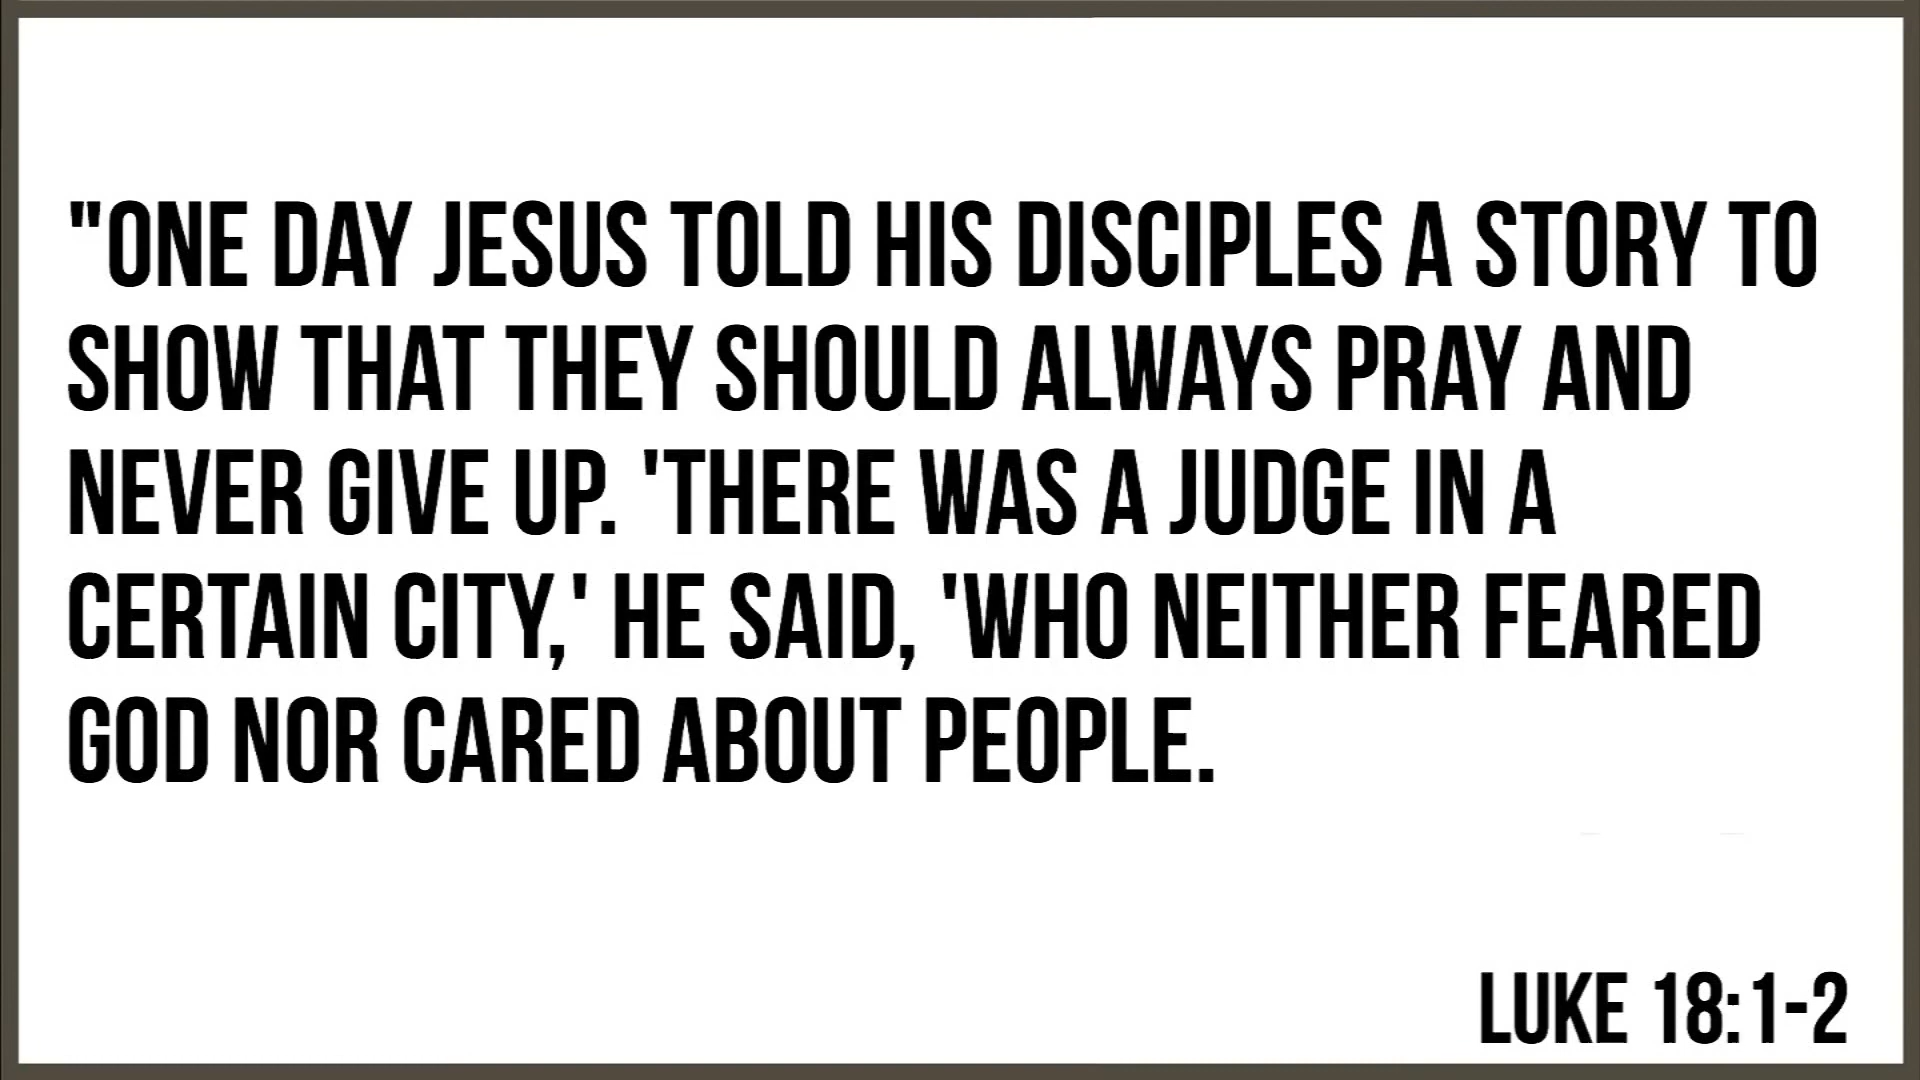 "ONE DAY JESUS TOLD HIS DISCIPLES A STORY TO
SHOW THAT THEY SHOULD ALWAYS PRAY AND
NEVER GIVE UP. 'THERE WAS A JUDGE IN A
CERTAIN CITY,' HE SAID, 'WHO NEITHER FEARED
GOD NOR CARED ABOUT PEOPLE.
LUKE 18:1-2